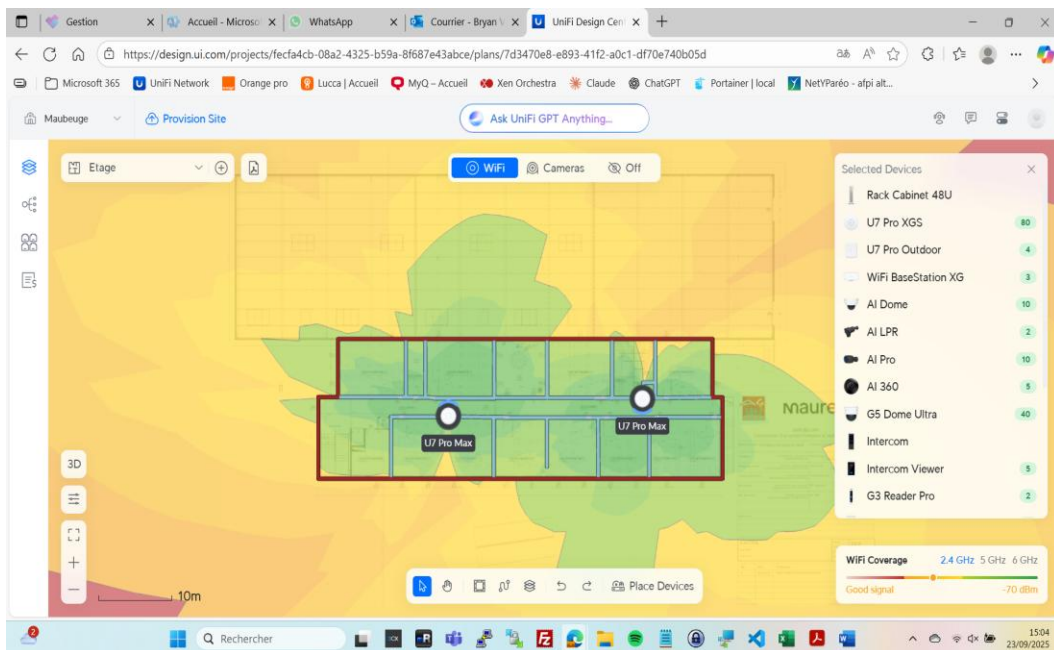 Gestion
Accueil - Microso
WhatsApp
Courrier - Bryan V
UniFi Design Cent
https://design.ui.com/projects/fecfa4cb-08a2-4325-b59a-8f687e43abce/plans/7d3470e8-e893-41f2-a0c1-df70e740b05d
Microsoft 365
UniFi Network
Orange pro
Lucca | Accueil
MyQ – Accueil
Xen Orchestra
Claude
ChatGPT
Portainer | local
NetYParéo - afpi alt...
Maubeuge
Provision Site
Ask UniFi GPT Anything...
Etage
WiFi
Cameras
Off
Selected Devices
Rack Cabinet 48U
U7 Pro XGS 80
U7 Pro Outdoor 4
WiFi BaseStation XG 3
AI Dome 10
AI LPR 2
AI Pro 10
AI 360 5
G5 Dome Ultra 40
Intercom
Intercom Viewer 5
G3 Reader Pro 2
maure
U7 Pro Max
U7 Pro Max
3D
10m
Place Devices
WiFi Coverage 2.4 GHz 5 GHz 6 GHz
Good signal -70 dBm
2
Rechercher
15:04
23/09/2025